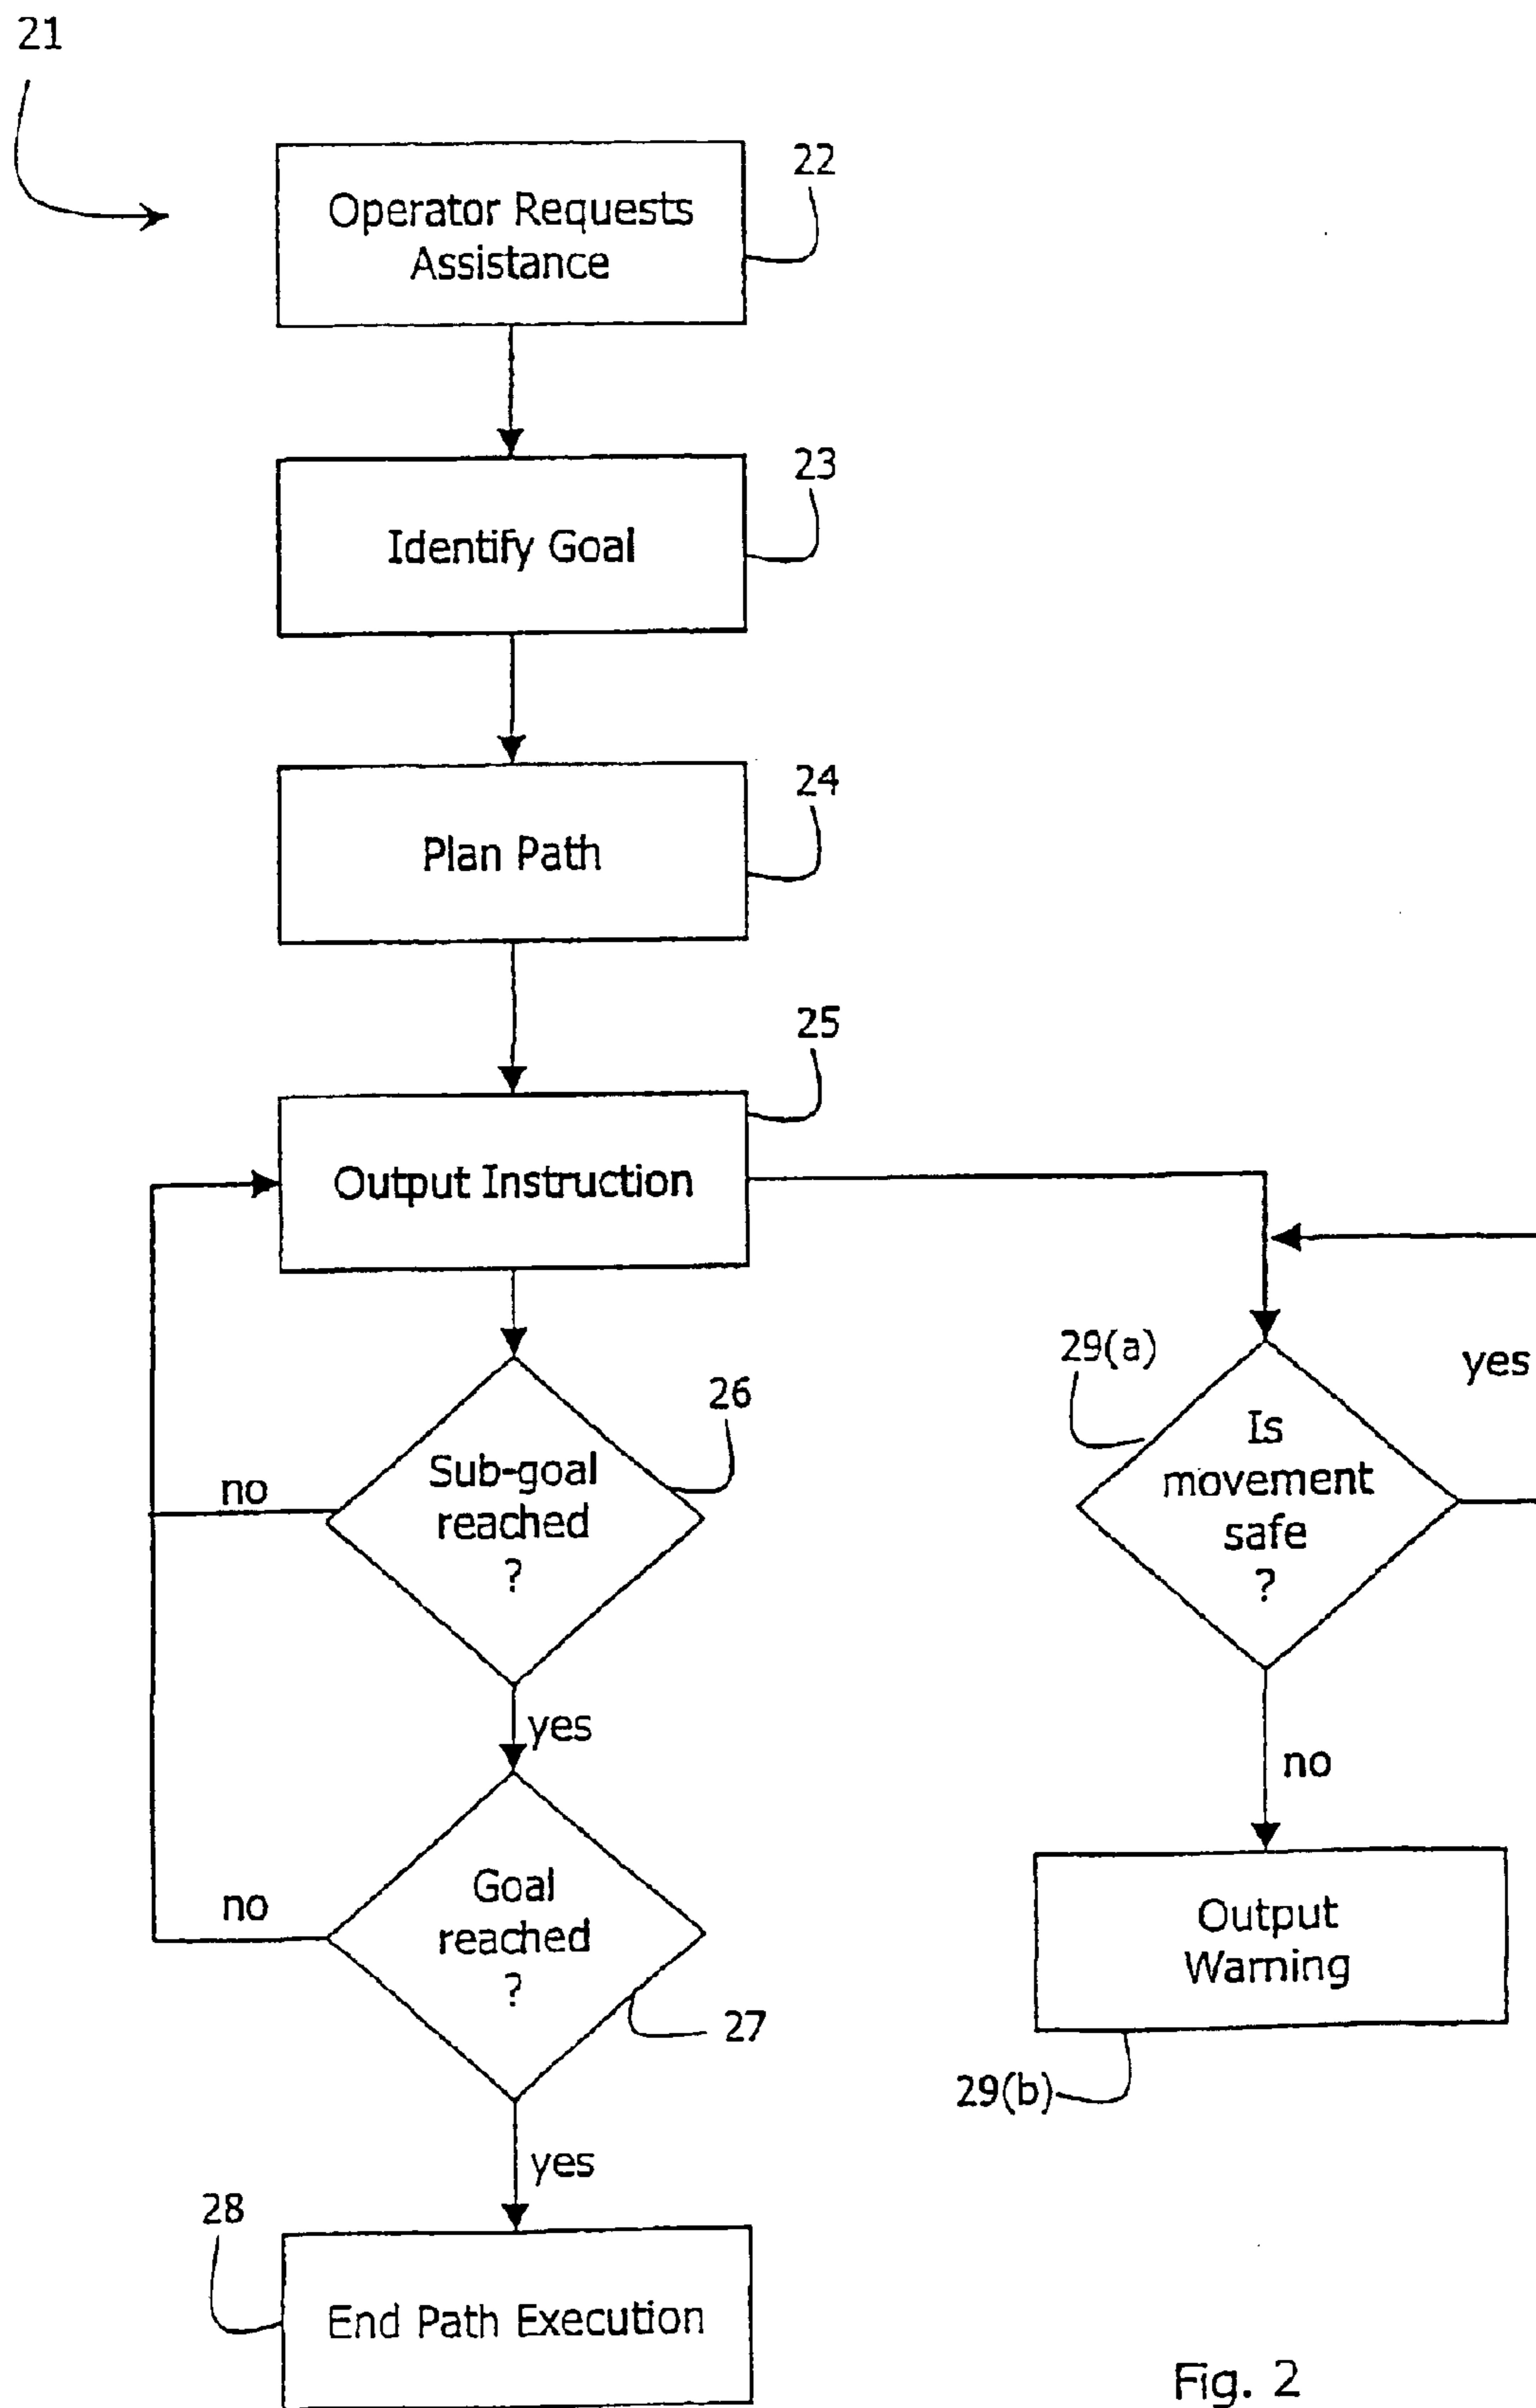 21
22
Operator Requests
Assistance
23
Identify Goal
24
Plan Path
25
Output Instruction
26
Sub-goal
reached
?
no
yes
Goal
reached
?
no
27
yes
28
End Path Execution
29(a)
Is
movement
safe
?
yes
no
Output
Warning
29(b)
Fig. 2